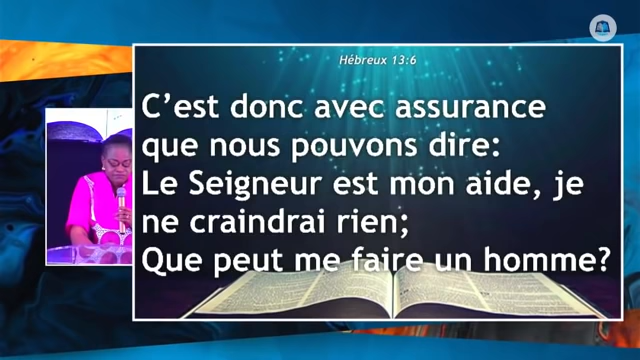 Hébreux 13:6
C’est donc avec assurance
que nous pouvons dire:
Le Seigneur est mon aide, je
ne craindrai rien;
Que peut me faire un homme?